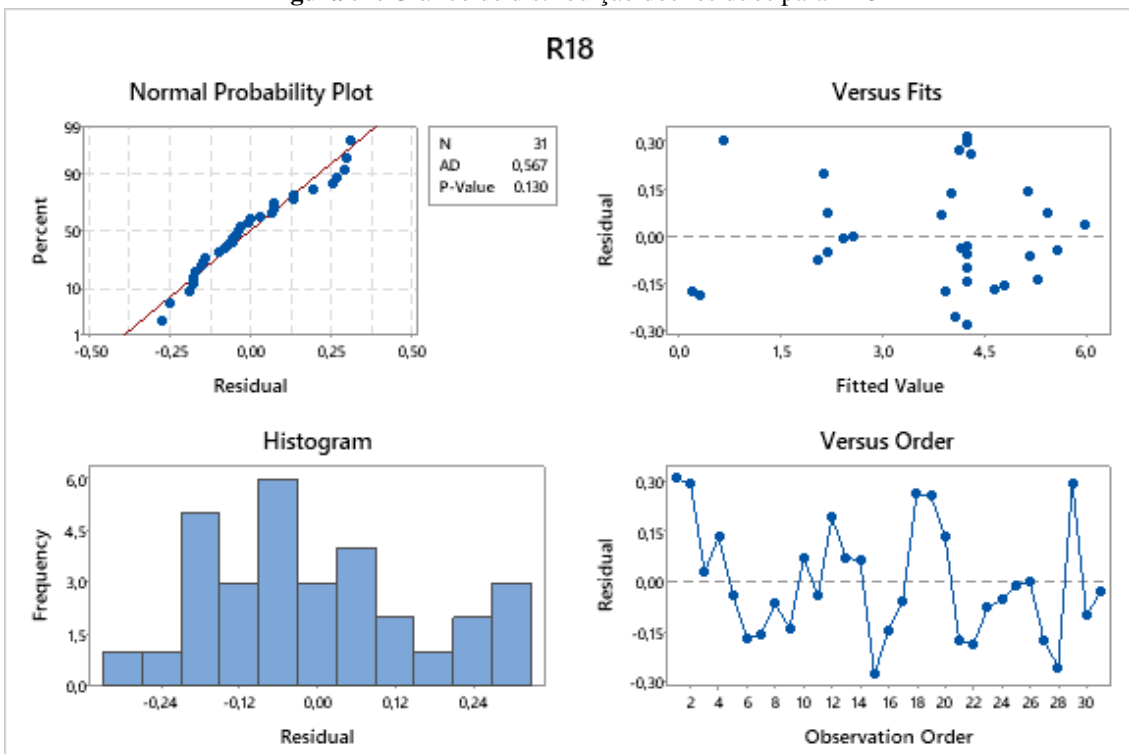 R18
Normal Probability Plot
99
90
50
10
1
Percent
-0,50 -0,25 0,00 0,25 0,50
Residual
N 31
AD 0,567
P-Value 0.130
Versus Fits
0,30
0,15
0,00
-0,15
-0,30
Residual
0,0 1,5 3,0 4,5 6,0
Fitted Value
Histogram
6,0
4,5
3,0
1,5
0,0
Frequency
-0,24 -0,12 0,00 0,12 0,24
Residual
Versus Order
0,30
0,15
0,00
-0,15
-0,30
Residual
2 4 6 8 10 12 14 16 18 20 22 24 26 28 30
Observation Order